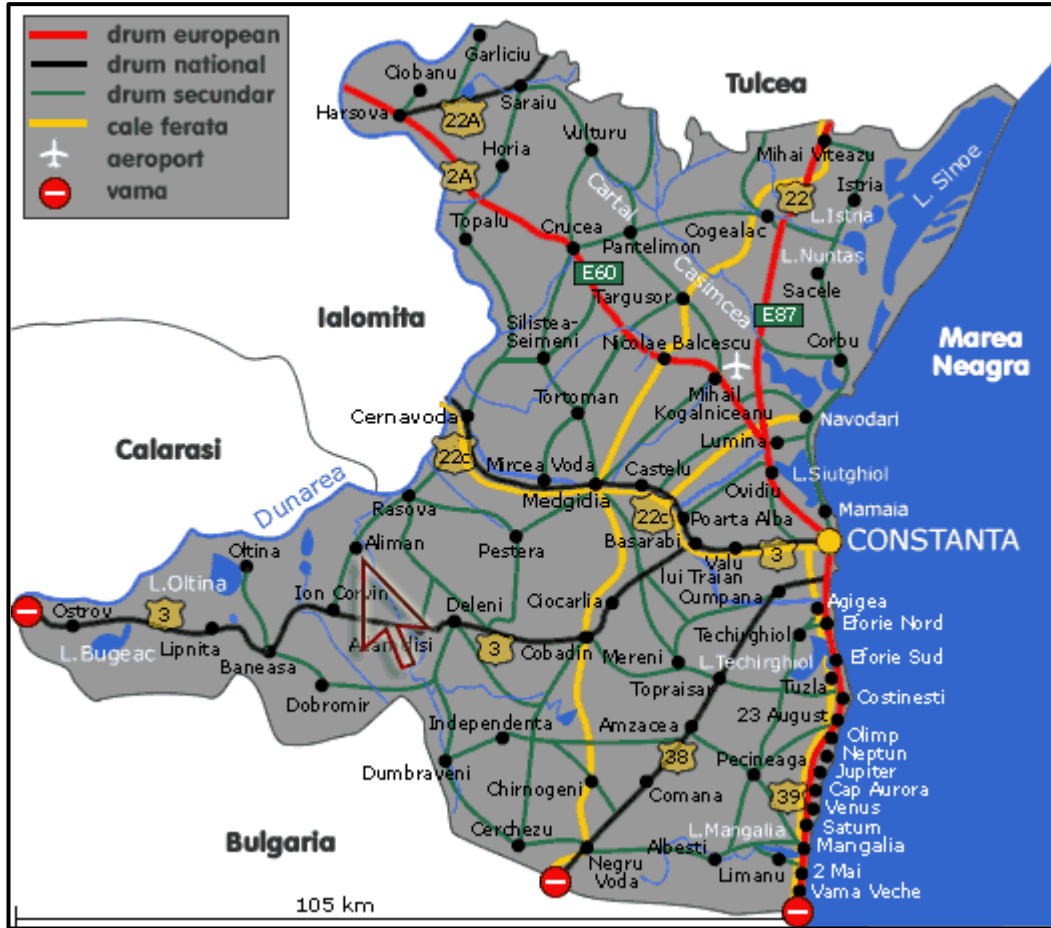 drum european
drum national
drum secundar
cale ferata
aeroport
vama
Garliciu
Ciobanu
Tulcea
Saraiu
Harsova
22A
Vulturu
Horia
Mihai Viteazu
2A
L. Sinoe
22
Istria
Cartal
Topalu
L.Istria
Crucea
Cogealac
Pantelimon
L.Nuntas
E60
Casimcea
Sacele
Targusor
Ialomita
E87
Silistea-
Seimeni
Nicolae Balcescu
Corbu
Marea
Neagra
Mihail
Kogalniceanu
Tortoman
Cernavoda
Navodari
Calarasi
Lumina
22c
Mircea Voda
Castelu
L.Siutghiol
Medgidia
Ovidiu
Dunarea
Rasova
22c
Mamaia
Poarta Alba
Basarabi
CONSTANTA
Aliman
Pestera
Oltina
Valu
lui Traian
3
L.Oltina
Ion Corvin
Cumpana
Ciocarlia
Deleni
Agigea
Ostrov
3
Eforie Nord
Techirghiol
L.Bugeac
Lipnita
3
Cobadin
Mereni
L.Techirghiol
Eforie Sud
Baneasa
Topraisar
Tuzla
Costinesti
Dobromir
23 August
Independenta
Amzacea
Olimp
Neptun
38
Pecineaga
Jupiter
Dumbraveni
Chirnogeni
Comana
39
Cap Aurora
Venus
Saturn
Cerchezu
L.Mangalia
Bulgaria
Albesti
Mangalia
Negru
Voda
Limanu
2 Mai
Vama Veche
105 km